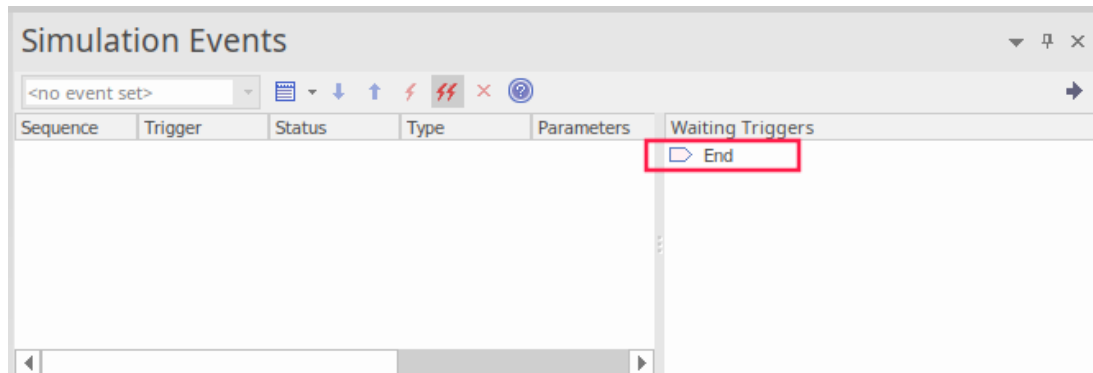 Simulation Events
<no event set>
Sequence Trigger Status Type Parameters Waiting Triggers
End